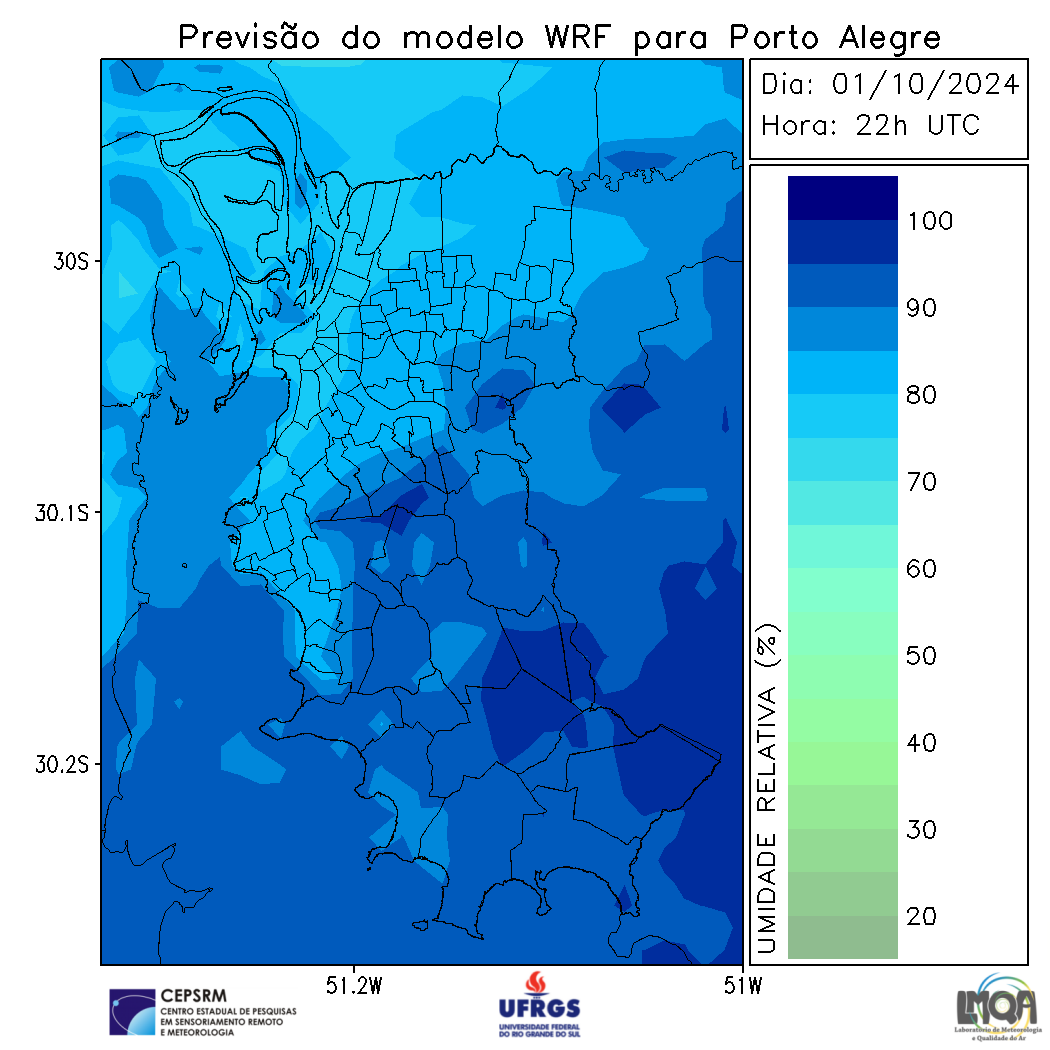 Previsão do modelo WRF para Porto Alegre
Dia: 01/10/2024
Hora: 22h UTC
30S
30.1S
30.2S
51.2W
51W
100
90
80
70
60
50
40
30
20
UMIDADE RELATIVA (%)
CEPSRM
CENTRO ESTADUAL DE PESQUISAS
EM SENSORIAMENTO REMOTO
E METEOROLOGIA
UFRGS
UNIVERSIDADE FEDERAL
DO RIO GRANDE DO SUL
LMQA
Laboratório de Meteorologia
e Qualidade do Ar